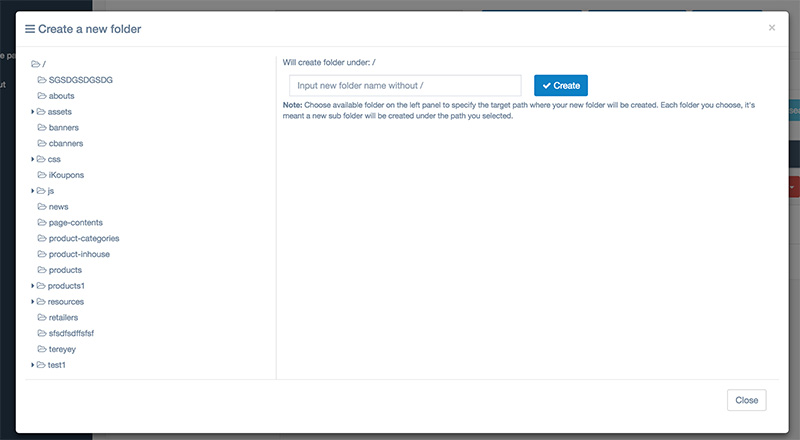 Create a new folder
×
/
SGSDGSDGSDG
abouts
assets
banners
cbanners
css
iKoupons
js
news
page-contents
product-categories
product-inhouse
products
products1
resources
retailers
sfsdfsdffsfsf
tereyey
test1
Will create folder under: /
Input new folder name without /
Create
Note: Choose available folder on the left panel to specify the target path where your new folder will be created. Each folder you choose, it's
meant a new sub folder will be created under the path you selected.
Close